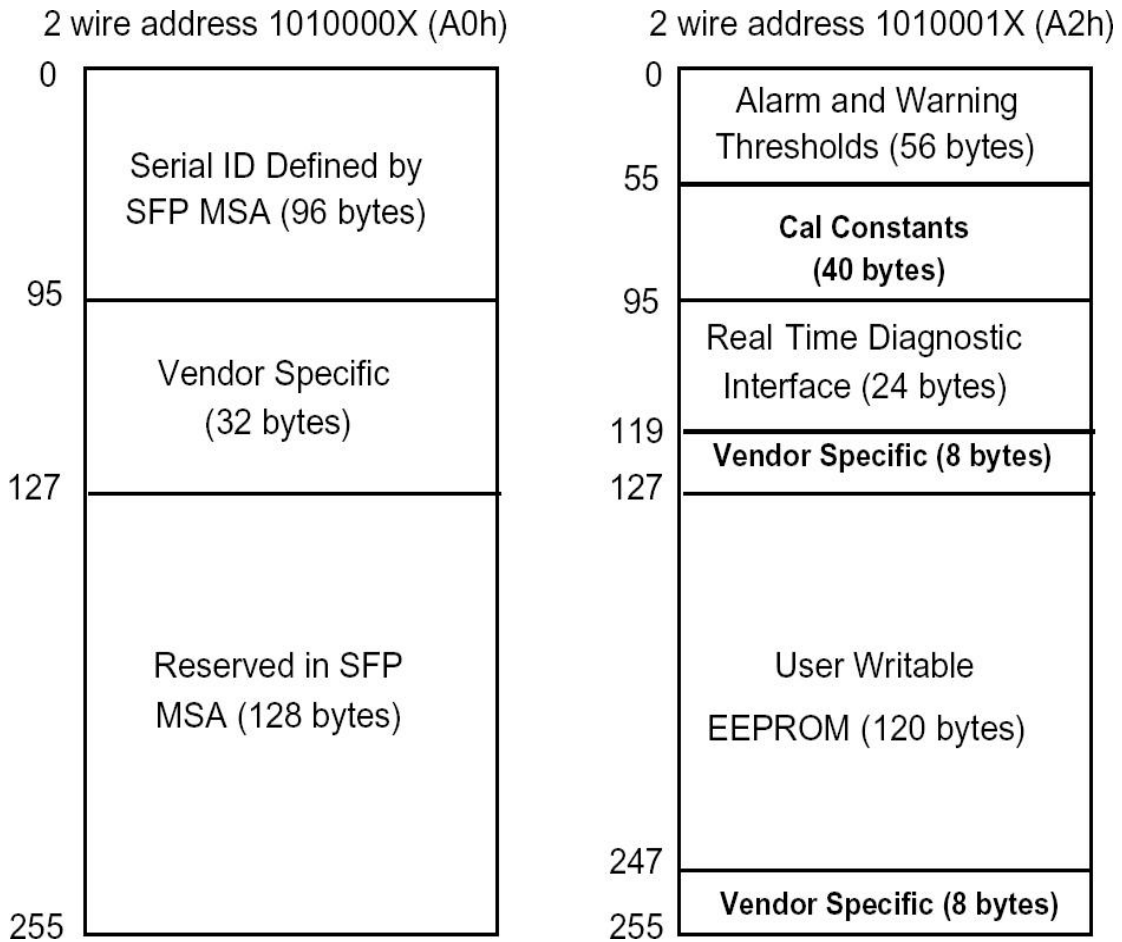 2 wire address 1010000X (A0h)
0
Serial ID Defined by
SFP MSA (96 bytes)
95
Vendor Specific
(32 bytes)
127
Reserved in SFP
MSA (128 bytes)
255
2 wire address 1010001X (A2h)
0
Alarm and Warning
Thresholds (56 bytes)
55
Cal Constants
(40 bytes)
95
Real Time Diagnostic
Interface (24 bytes)
119
Vendor Specific (8 bytes)
127
User Writable
EEPROM (120 bytes)
247
Vendor Specific (8 bytes)
255